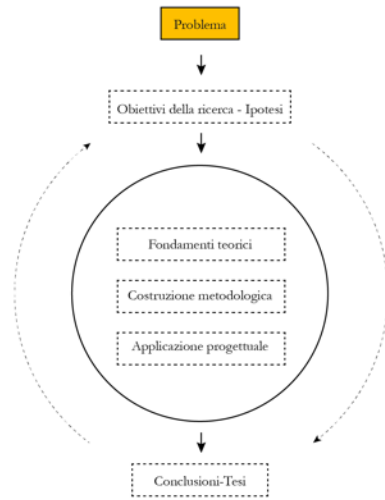 Problema
Obiettivi della ricerca - Ipotesi
Fondamenti teorici
Costruzione metodologica
Applicazione progettuale
Conclusioni-Tesi